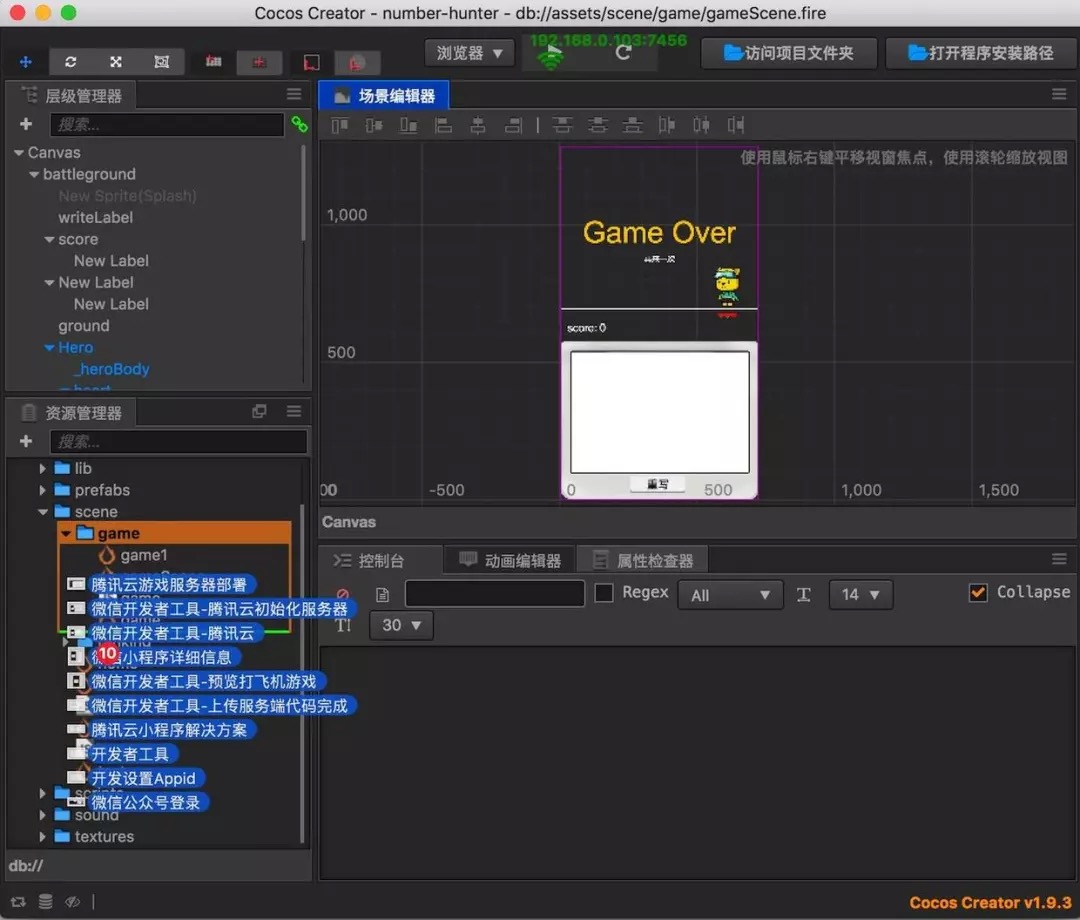 Cocos Creator - number-hunter - db://assets/scene/game/gameScene.fire
浏览器
192.168.0.103:7456
访问项目文件夹
打开程序安装路径
层级管理器
搜索...
Canvas
battleground
New Sprite(Splash)
writeLabel
score
New Label
New Label
New Label
ground
Hero
_heroBody
heart
场景编辑器
使用鼠标右键平移视窗焦点，使用滚轮缩放视图
1,000
Game Over
score: 0
500
重写
00
-500
0
500
1,000
1,500
Canvas
资源管理器
搜索...
lib
prefabs
scene
game
game1
腾讯云游戏服务器部署
微信开发者工具-腾讯云初始化服务器
微信开发者工具-腾讯云
10
微信小程序详细信息
微信开发者工具-预览打飞机游戏
微信开发者工具-上传服务端代码完成
腾讯云小程序解决方案
开发者工具
开发设置Appid
scripts
微信公众号登录
sound
textures
db://
控制台
动画编辑器
属性检查器
Regex
All
14
Collapse
30
Cocos Creator v1.9.3